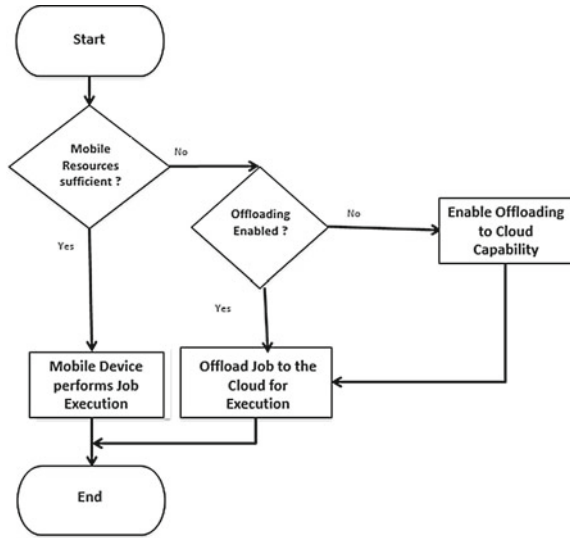 Start
Mobile
Resources
sufficient ?
No
Yes
Offloading
Enabled ?
No
Yes
Enable Offloading
to Cloud
Capability
Mobile Device
performs Job
Execution
Offload Job to the
Cloud for
Execution
End